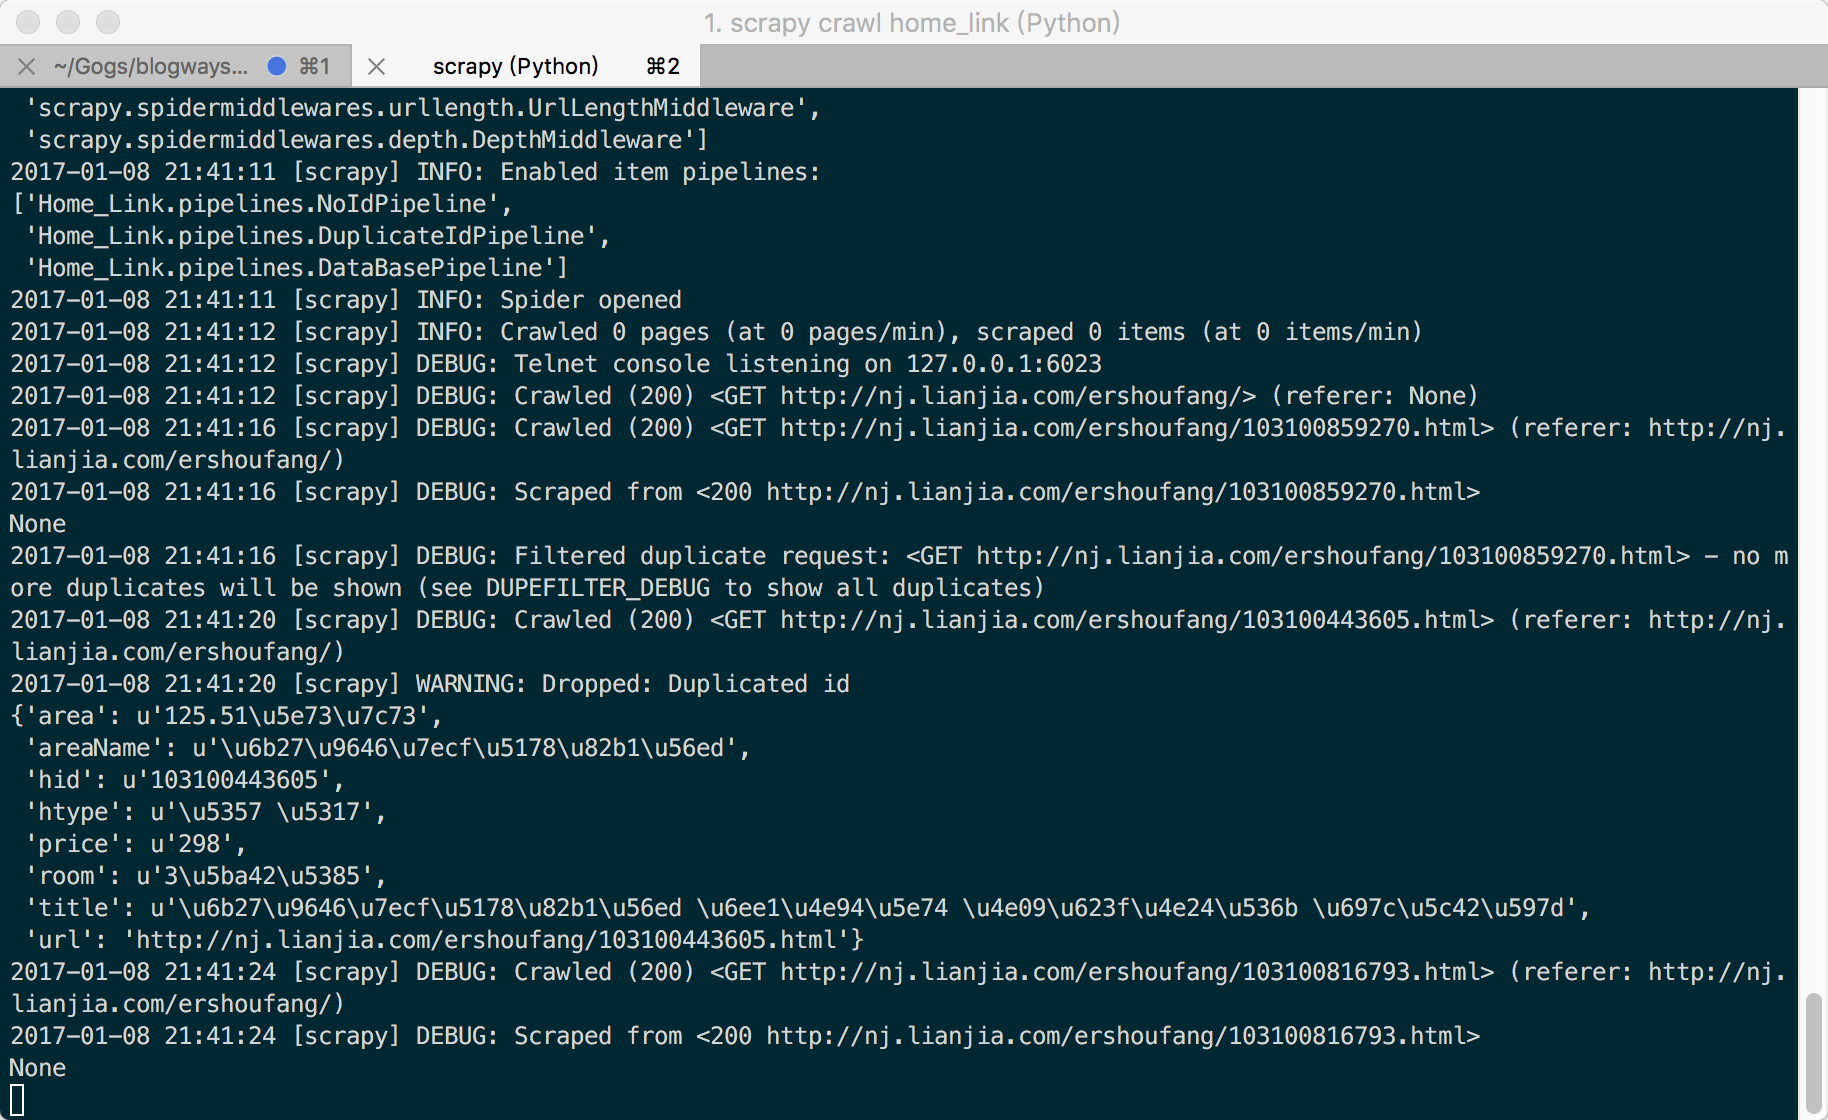 1. scrapy crawl home_link (Python)
~/Gogs/blogways... ⌘1 scrapy (Python) ⌘2
'scrapy.spidermiddlewares.urllength.UrlLengthMiddleware',
'scrapy.spidermiddlewares.depth.DepthMiddleware']
2017-01-08 21:41:11 [scrapy] INFO: Enabled item pipelines:
['Home_Link.pipelines.NoIdPipeline',
'Home_Link.pipelines.DuplicateIdPipeline',
'Home_Link.pipelines.DataBasePipeline']
2017-01-08 21:41:11 [scrapy] INFO: Spider opened
2017-01-08 21:41:12 [scrapy] INFO: Crawled 0 pages (at 0 pages/min), scraped 0 items (at 0 items/min)
2017-01-08 21:41:12 [scrapy] DEBUG: Telnet console listening on 127.0.0.1:6023
2017-01-08 21:41:12 [scrapy] DEBUG: Crawled (200) <GET http://nj.lianjia.com/ershoufang/> (referer: None)
2017-01-08 21:41:16 [scrapy] DEBUG: Crawled (200) <GET http://nj.lianjia.com/ershoufang/103100859270.html> (referer: http://nj.
lianjia.com/ershoufang/)
2017-01-08 21:41:16 [scrapy] DEBUG: Scraped from <200 http://nj.lianjia.com/ershoufang/103100859270.html>
None
2017-01-08 21:41:16 [scrapy] DEBUG: Filtered duplicate request: <GET http://nj.lianjia.com/ershoufang/103100859270.html> - no m
ore duplicates will be shown (see DUPEFILTER_DEBUG to show all duplicates)
2017-01-08 21:41:20 [scrapy] DEBUG: Crawled (200) <GET http://nj.lianjia.com/ershoufang/103100443605.html> (referer: http://nj.
lianjia.com/ershoufang/)
2017-01-08 21:41:20 [scrapy] WARNING: Dropped: Duplicated id
{'area': u'125.51\u5e73\u7c73',
'areaName': u'\u6b27\u9646\u7ecf\u5178\u82b1\u56ed',
'hid': u'103100443605',
'htype': u'\u5357 \u5317',
'price': u'298',
'room': u'3\u5ba42\u5385',
'title': u'\u6b27\u9646\u7ecf\u5178\u82b1\u56ed \u6ee1\u4e94\u5e74 \u4e09\u623f\u4e24\u536b \u697c\u5c42\u597d',
'url': 'http://nj.lianjia.com/ershoufang/103100443605.html'}
2017-01-08 21:41:24 [scrapy] DEBUG: Crawled (200) <GET http://nj.lianjia.com/ershoufang/103100816793.html> (referer: http://nj.
lianjia.com/ershoufang/)
2017-01-08 21:41:24 [scrapy] DEBUG: Scraped from <200 http://nj.lianjia.com/ershoufang/103100816793.html>
None